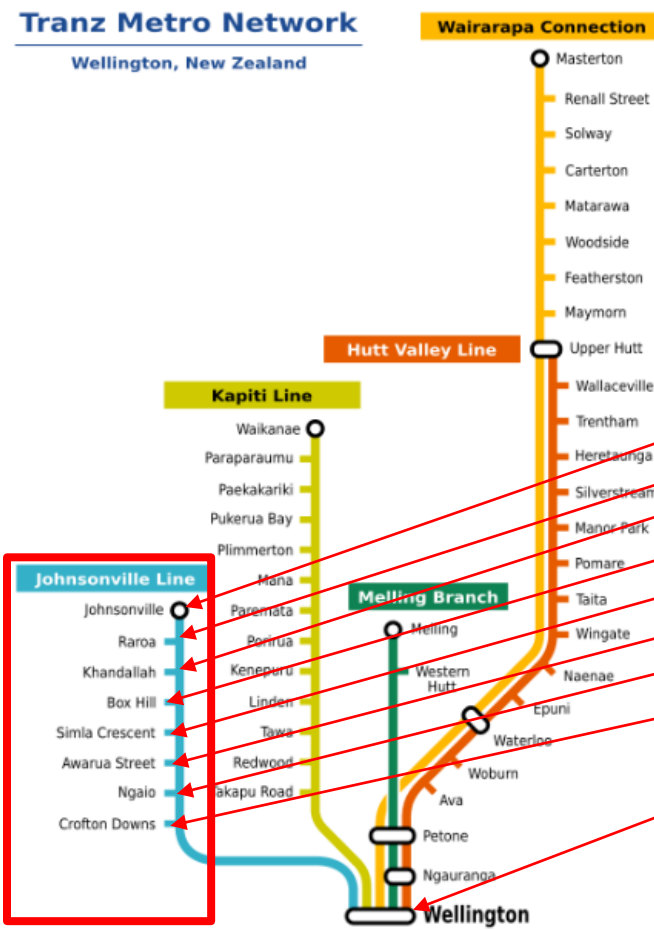 Tranz Metro Network
Wellington, New Zealand
Wairarapa Connection
Masterton
Renall Street
Solway
Carterton
Matarawa
Woodside
Featherston
Maymorn
Hutt Valley Line
Upper Hutt
Wallaceville
Trentham
Heretaunga
Silverstream
Manor Park
Pomare
Taita
Wingate
Naenae
Epuni
Waterloo
Woburn
Ava
Kapiti Line
Waikanae
Paraparaumu
Paekakariki
Pukerua Bay
Plimmerton
Mana
Paremata
Porirua
Kenepuru
Linden
Tawa
Redwood
Takapu Road
Melling Branch
Melling
Western
Hutt
Petone
Ngauranga
Johnsonville Line
Johnsonville
Raroa
Khandallah
Box Hill
Simla Crescent
Awarua Street
Ngaio
Crofton Downs
Wellington